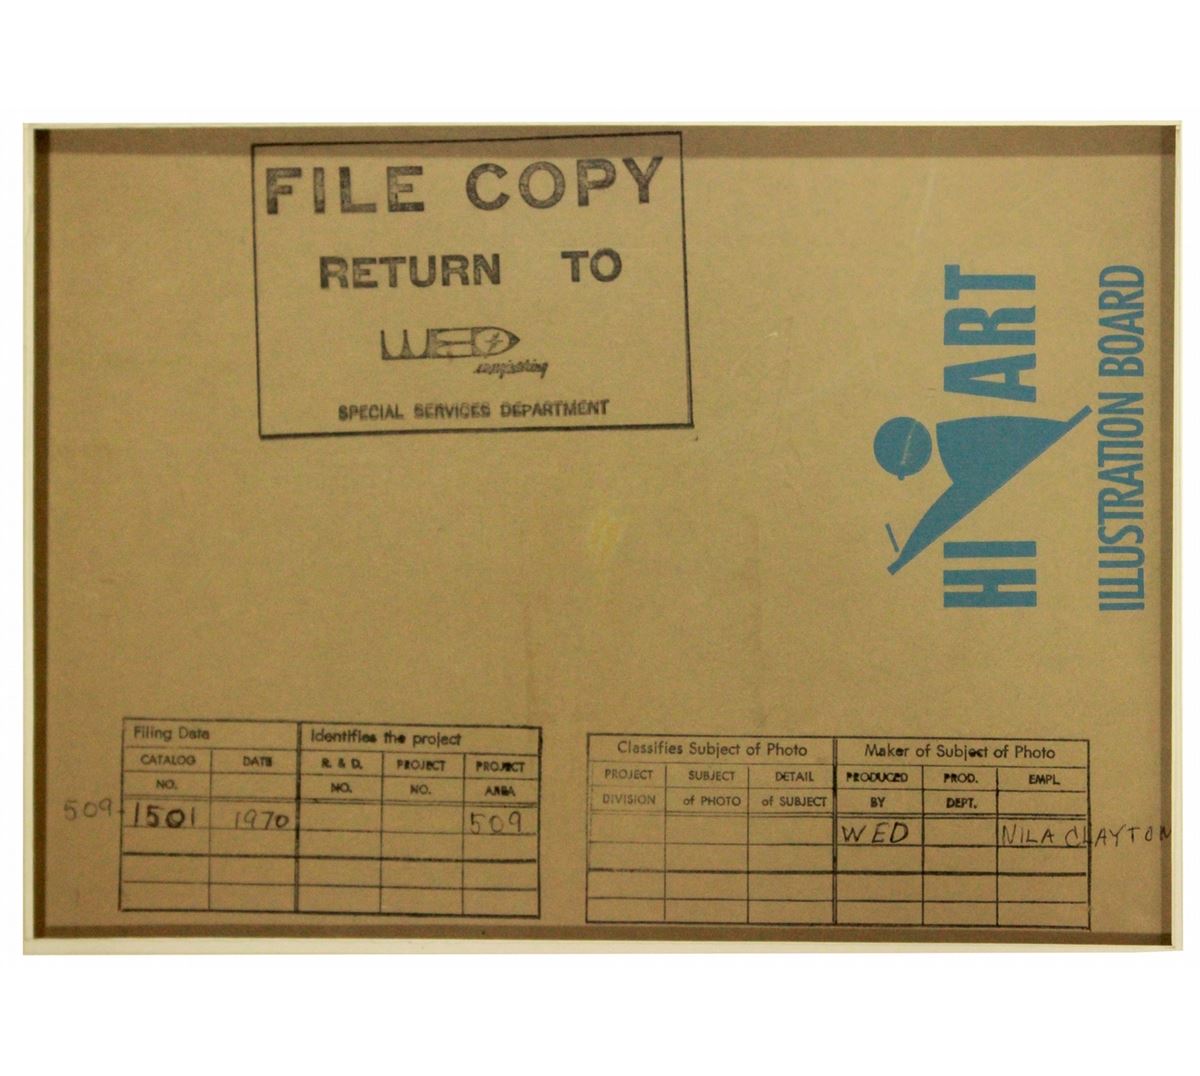 FILE COPY
RETURN TO
WED
SPECIAL SERVICES DEPARTMENT
HI ART
ILLUSTRATION BOARD
Filing Data
Identifies the project
CATALOG NO.
DATE
R. & D. NO.
PROJECT NO.
PROJECT AREA
509-1501
1970
509
Classifies Subject of Photo
Maker of Subject of Photo
PROJECT DIVISION
SUBJECT of PHOTO
DETAIL of SUBJECT
PRODUCED BY
PROD. DEPT.
EMPL.
WED
NILA CLAYTON